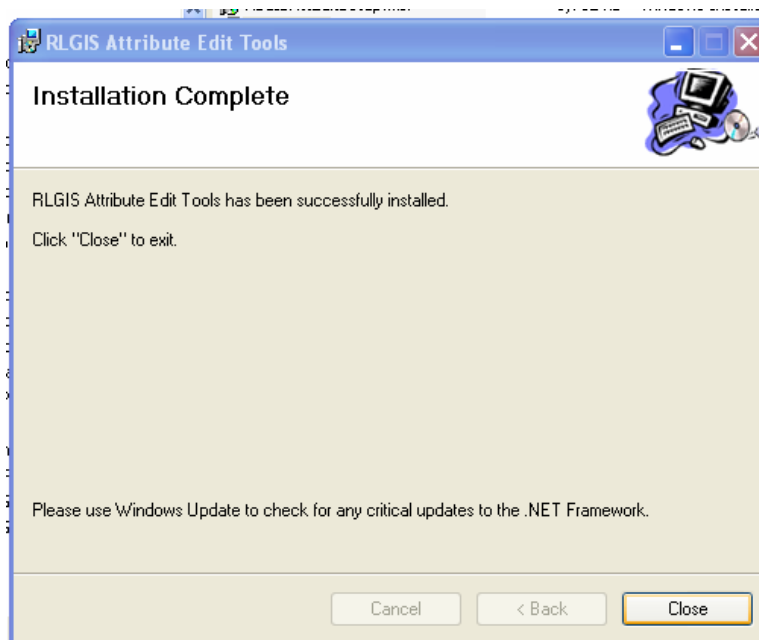 RLGIS Attribute Edit Tools
Installation Complete
RLGIS Attribute Edit Tools has been successfully installed.
Click "Close" to exit.
Please use Windows Update to check for any critical updates to the .NET Framework.
Cancel
< Back
Close